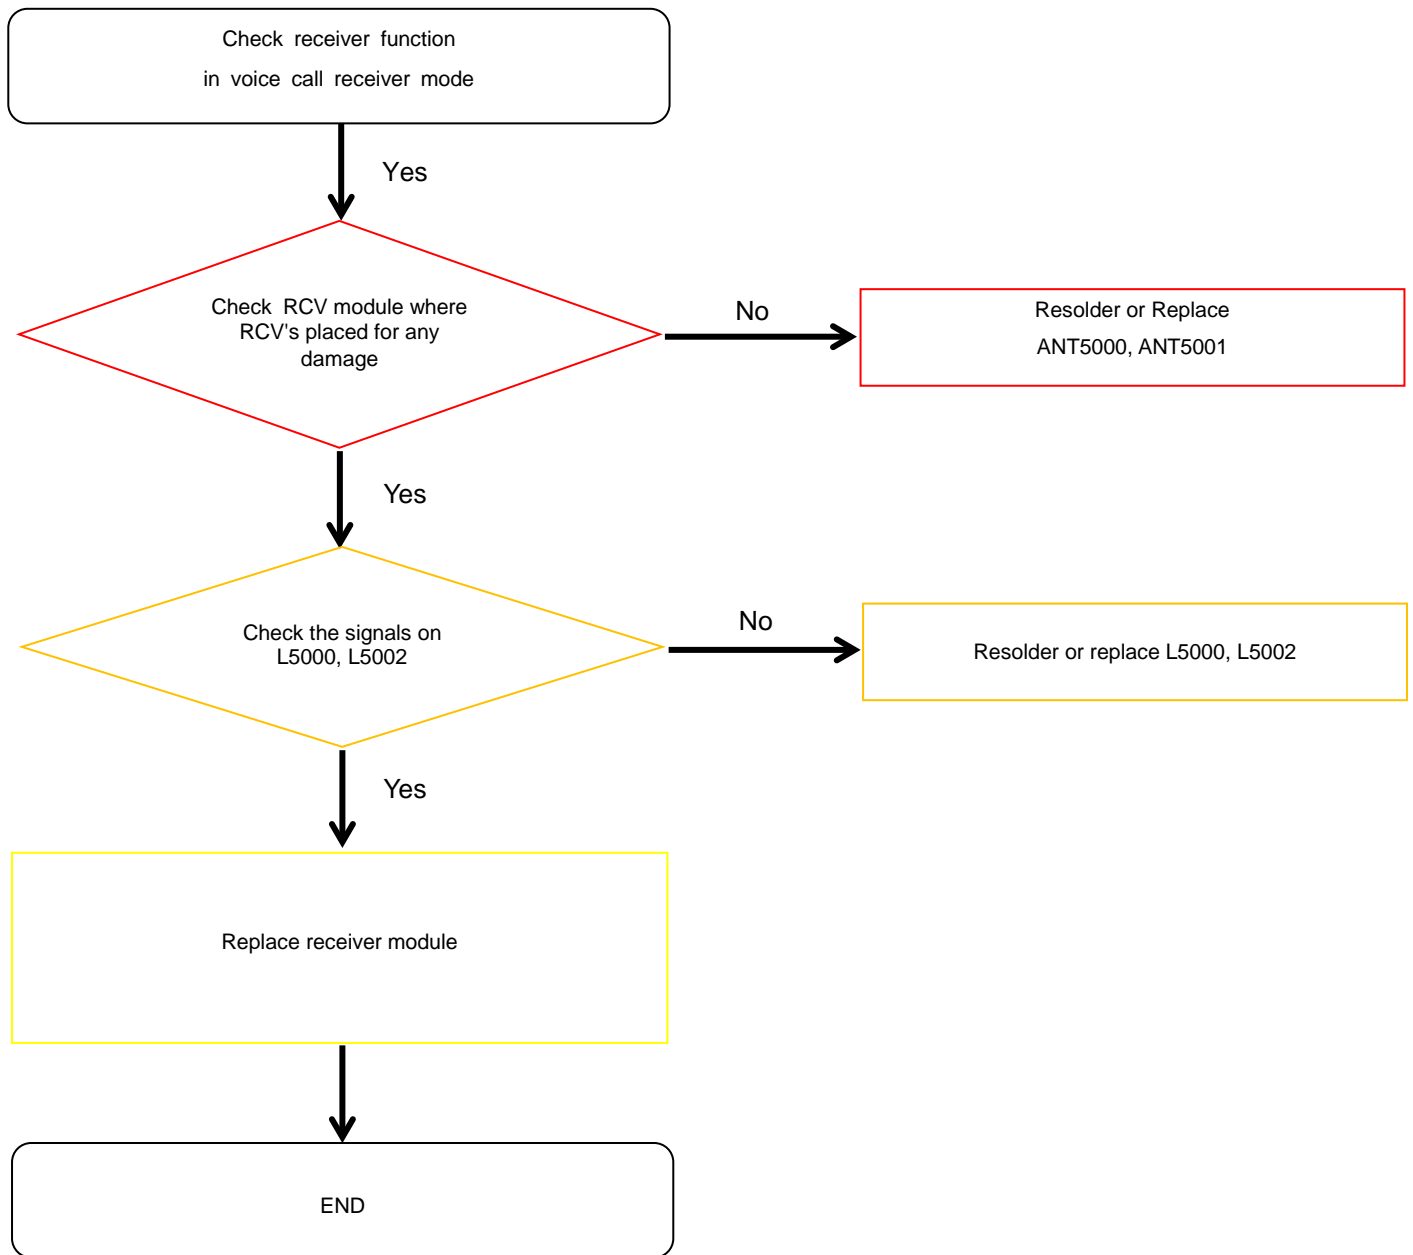 Check receiver function
in voice call receiver mode
Yes
Check RCV module where
RCV's placed for any
damage
No
Resolder or Replace
ANT5000, ANT5001
Yes
Check the signals on
L5000, L5002
No
Resolder or replace L5000, L5002
Yes
Replace receiver module
END